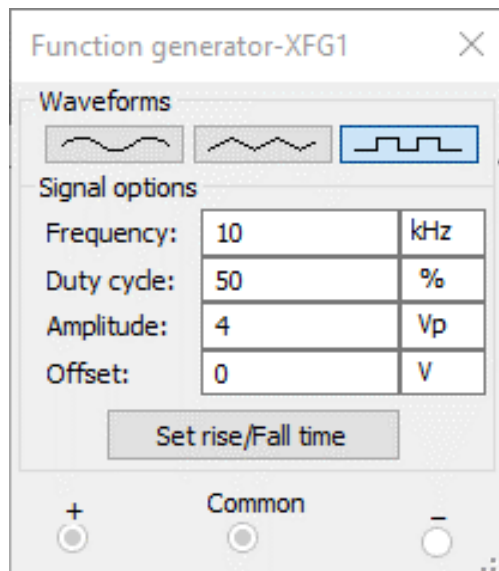 Function generator-XFG1
Waveforms
Signal options
Frequency: 10 kHz
Duty cycle: 50 %
Amplitude: 4 Vp
Offset: 0 V
Set rise/Fall time
+ Common −